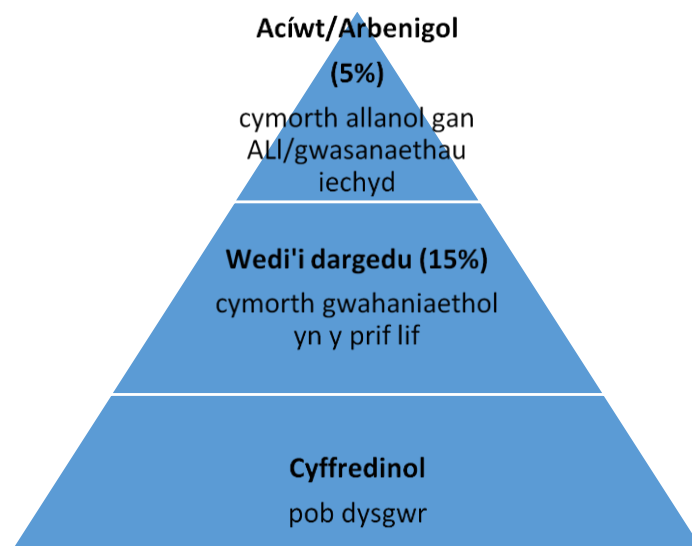 Acíwt/Arbenigol
(5%)
cymorth allanol gan
ALl/gwasanaethau
iechyd
Wedi'i dargedu (15%)
cymorth gwahaniaethol
yn y prif lif
Cyffredinol
pob dysgwr